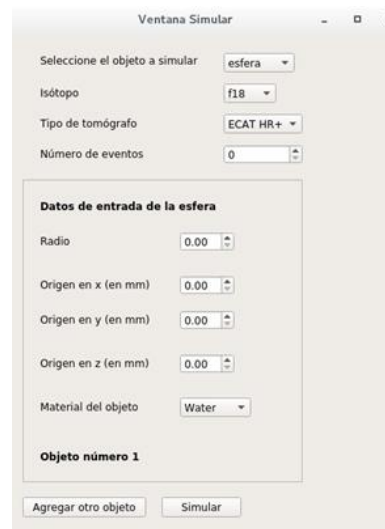 Ventana Simular
Seleccione el objeto a simular esfera
Isótopo f18
Tipo de tomógrafo ECAT HR+
Número de eventos 0
Datos de entrada de la esfera
Radio 0.00
Origen en x (en mm) 0.00
Origen en y (en mm) 0.00
Origen en z (en mm) 0.00
Material del objeto Water
Objeto número 1
Agregar otro objeto Simular